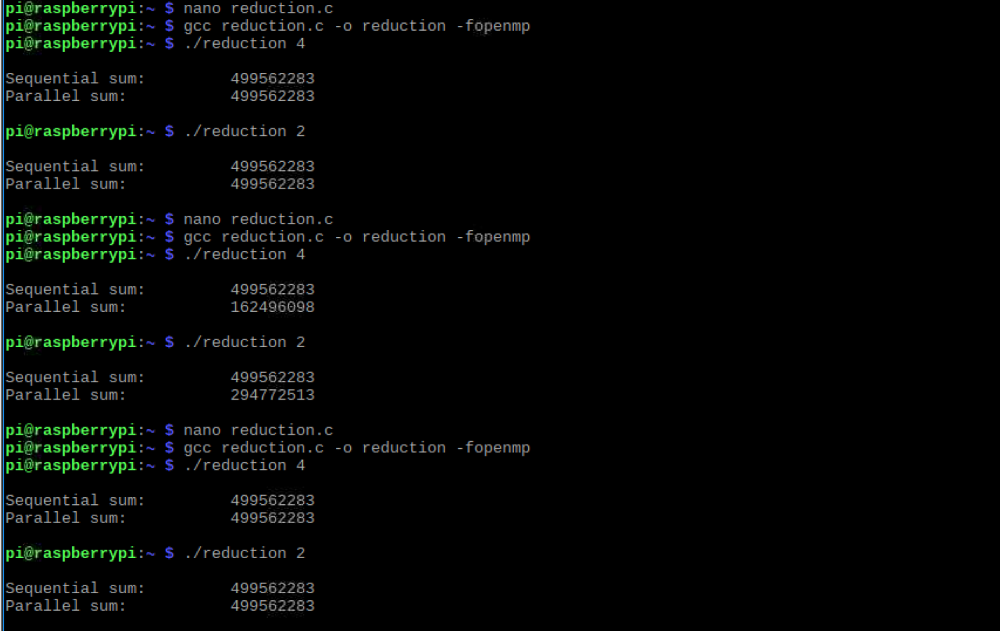 pi@raspberrypi:~ $ nano reduction.c
pi@raspberrypi:~ $ gcc reduction.c -o reduction -fopenmp
pi@raspberrypi:~ $ ./reduction 4
Sequential sum: 499562283
Parallel sum: 499562283
pi@raspberrypi:~ $ ./reduction 2
Sequential sum: 499562283
Parallel sum: 499562283
pi@raspberrypi:~ $ nano reduction.c
pi@raspberrypi:~ $ gcc reduction.c -o reduction -fopenmp
pi@raspberrypi:~ $ ./reduction 4
Sequential sum: 499562283
Parallel sum: 162496098
pi@raspberrypi:~ $ ./reduction 2
Sequential sum: 499562283
Parallel sum: 294772513
pi@raspberrypi:~ $ nano reduction.c
pi@raspberrypi:~ $ gcc reduction.c -o reduction -fopenmp
pi@raspberrypi:~ $ ./reduction 4
Sequential sum: 499562283
Parallel sum: 499562283
pi@raspberrypi:~ $ ./reduction 2
Sequential sum: 499562283
Parallel sum: 499562283